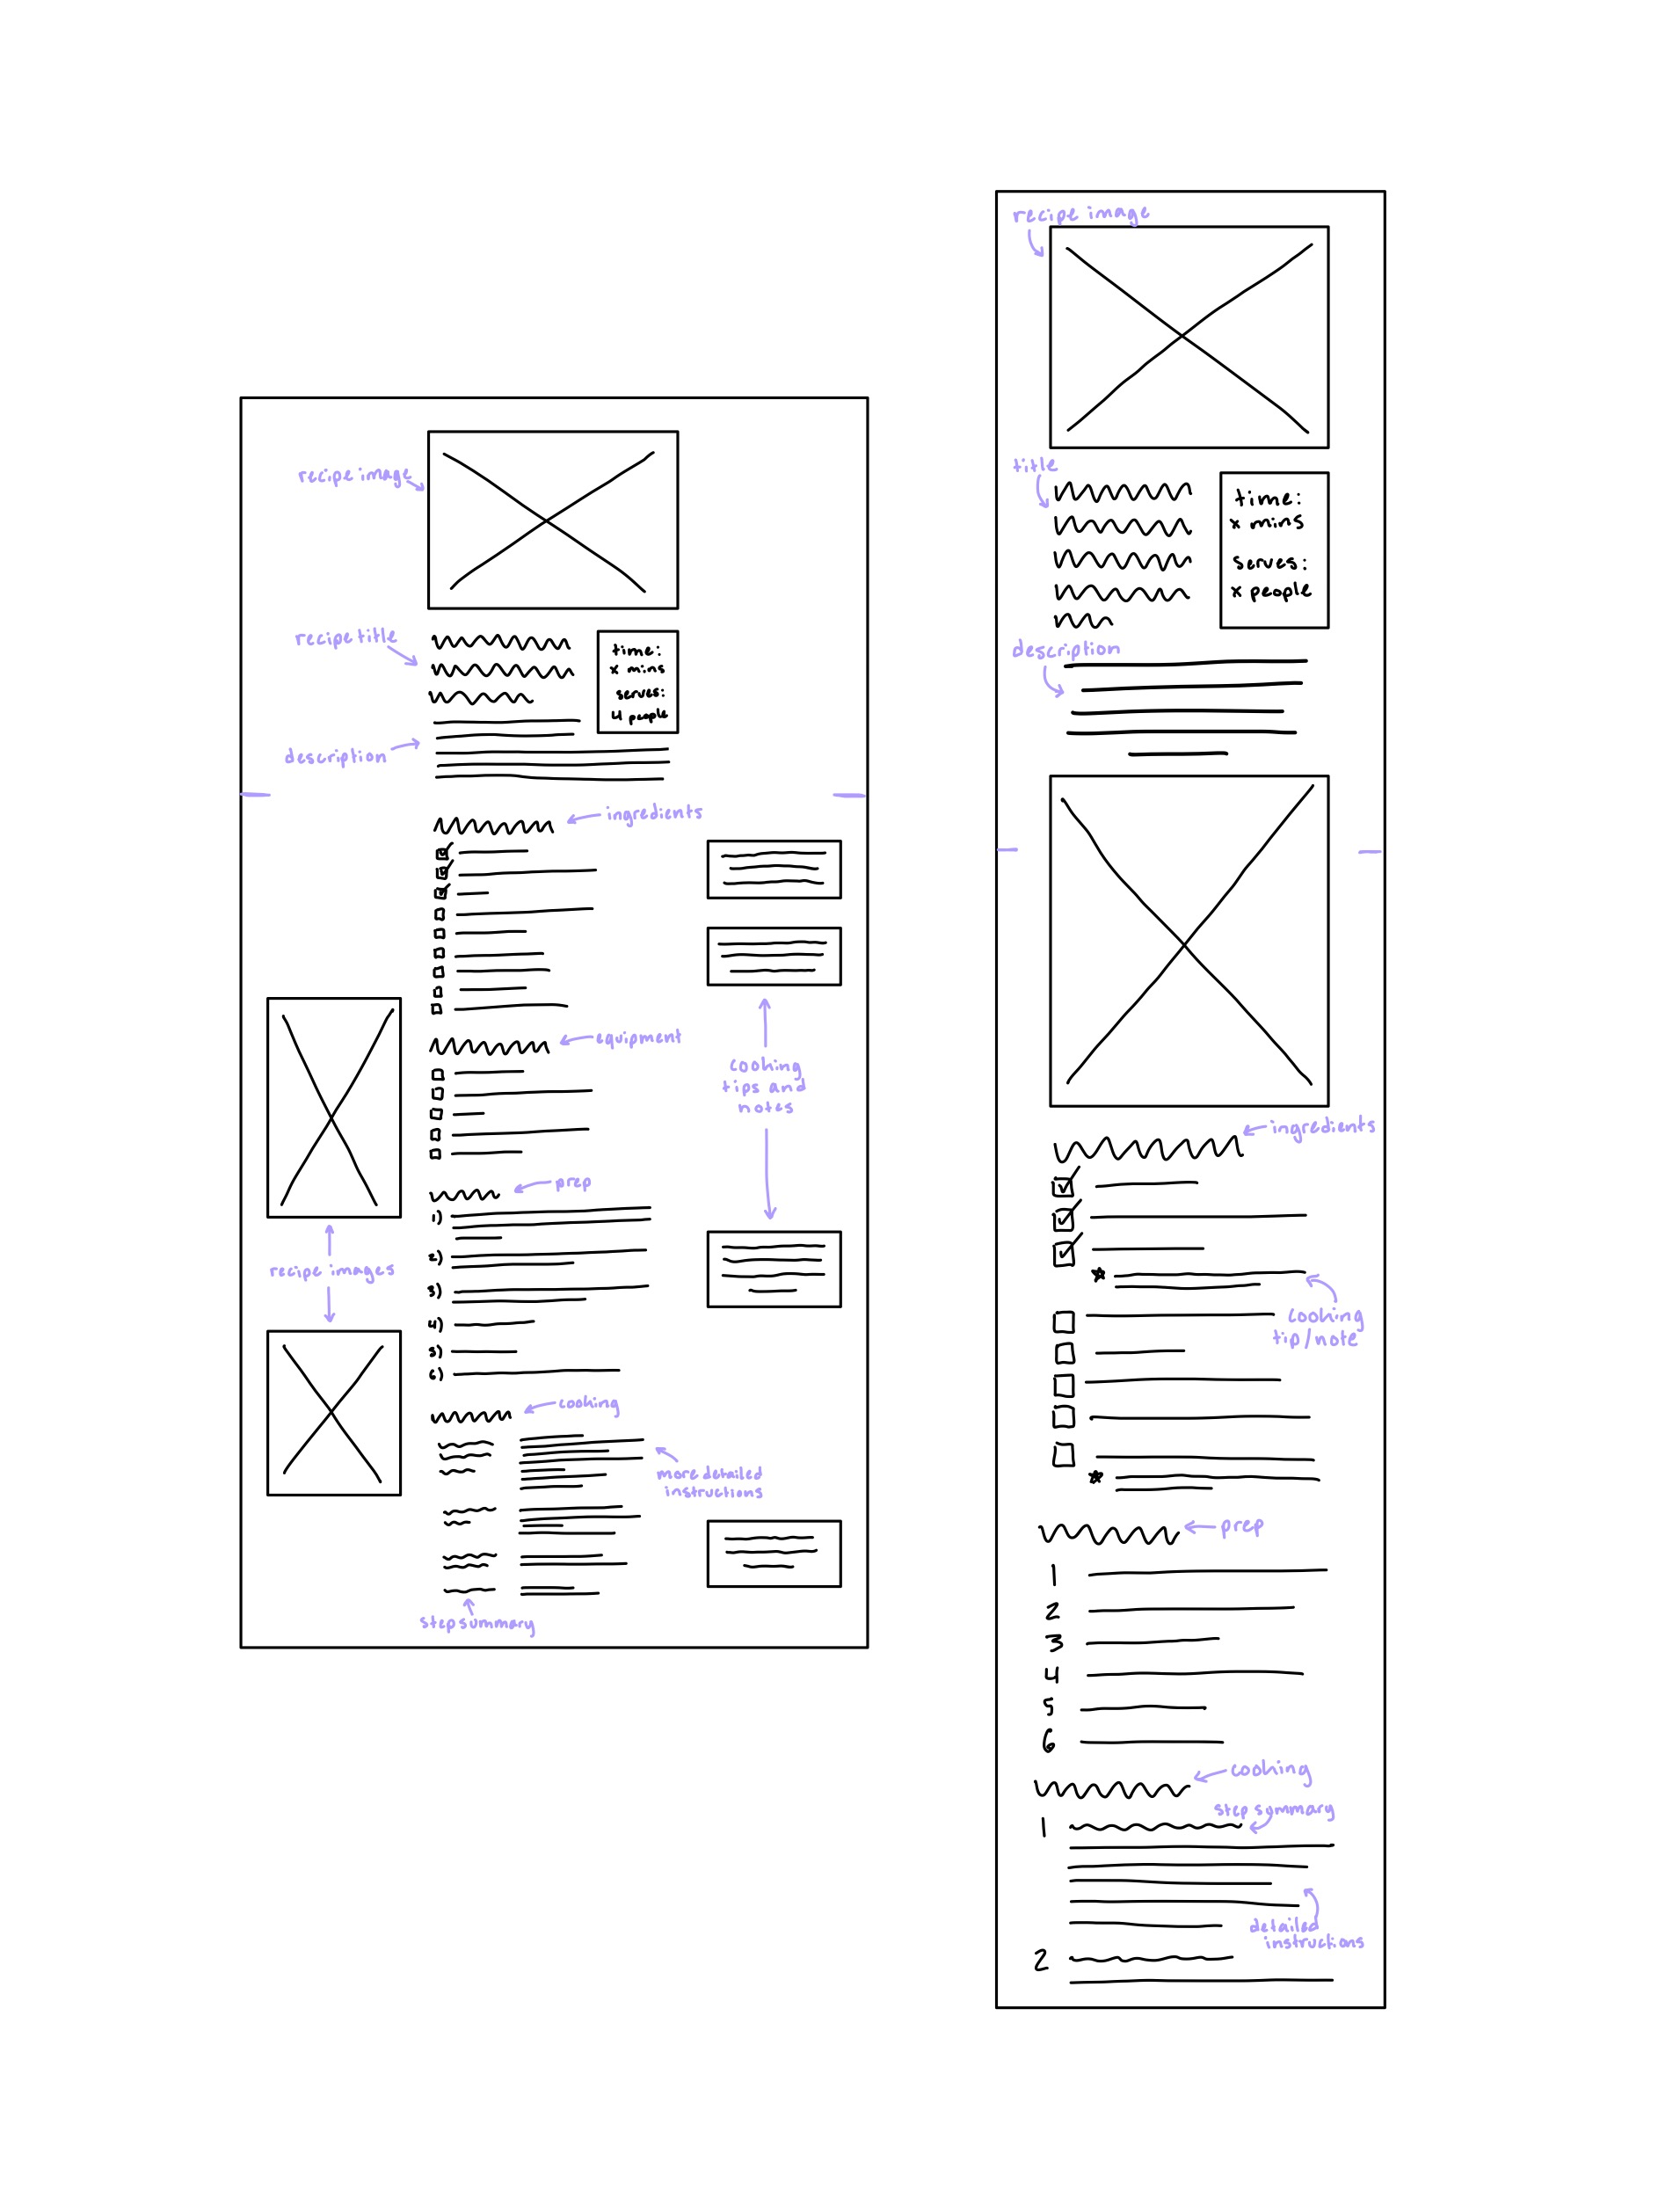 recipe image
recipe title
time:
x mins
serves:
4 people
description
ingredients
equipment
cooking
tips and
notes
prep
1)
2)
3)
4)
5)
6)
recipe images
cooking
more detailed
instructions
step summary
recipe image
title
time:
x mins
serves:
x people
description
ingredients
cooking
tip/note
prep
1
2
3
4
5
6
cooking
step summary
1
detailed
instructions
2